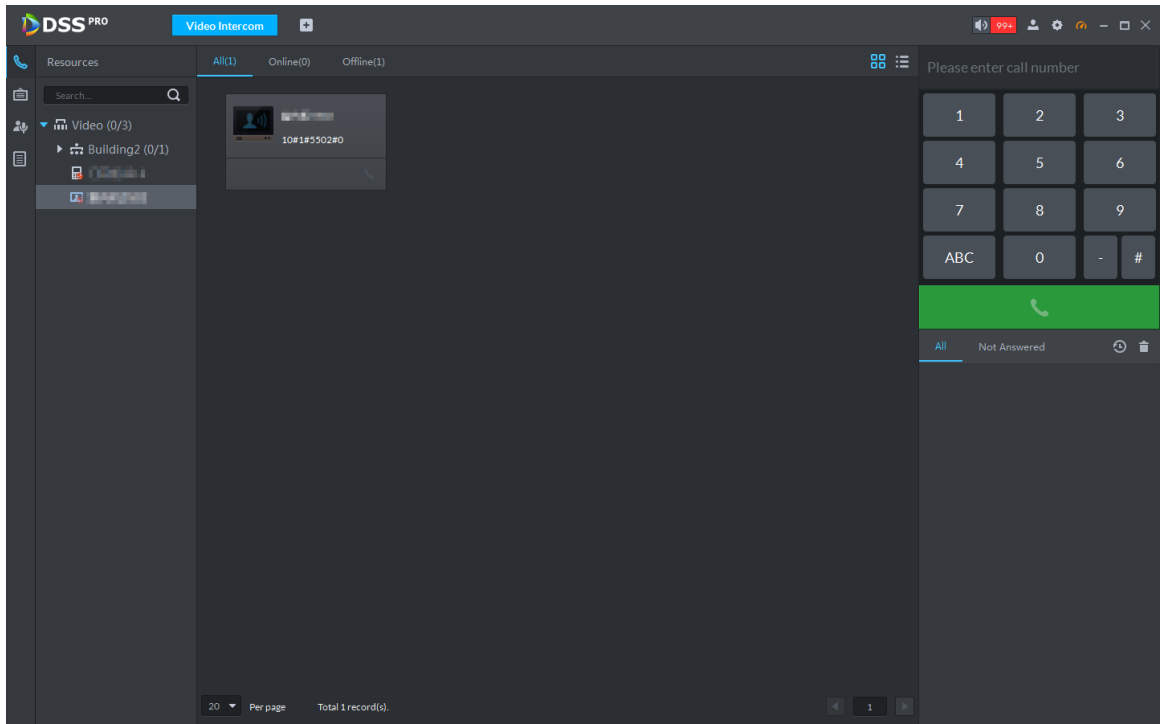 DSS PRO
Video Intercom
99+
Resources
Search...
Video (0/3)
Building2 (0/1)
All(1) Online(0) Offline(1)
10#1#5502#0
20 Per page Total 1 record(s).
1
Please enter call number
1 2 3
4 5 6
7 8 9
ABC 0 - #
All Not Answered